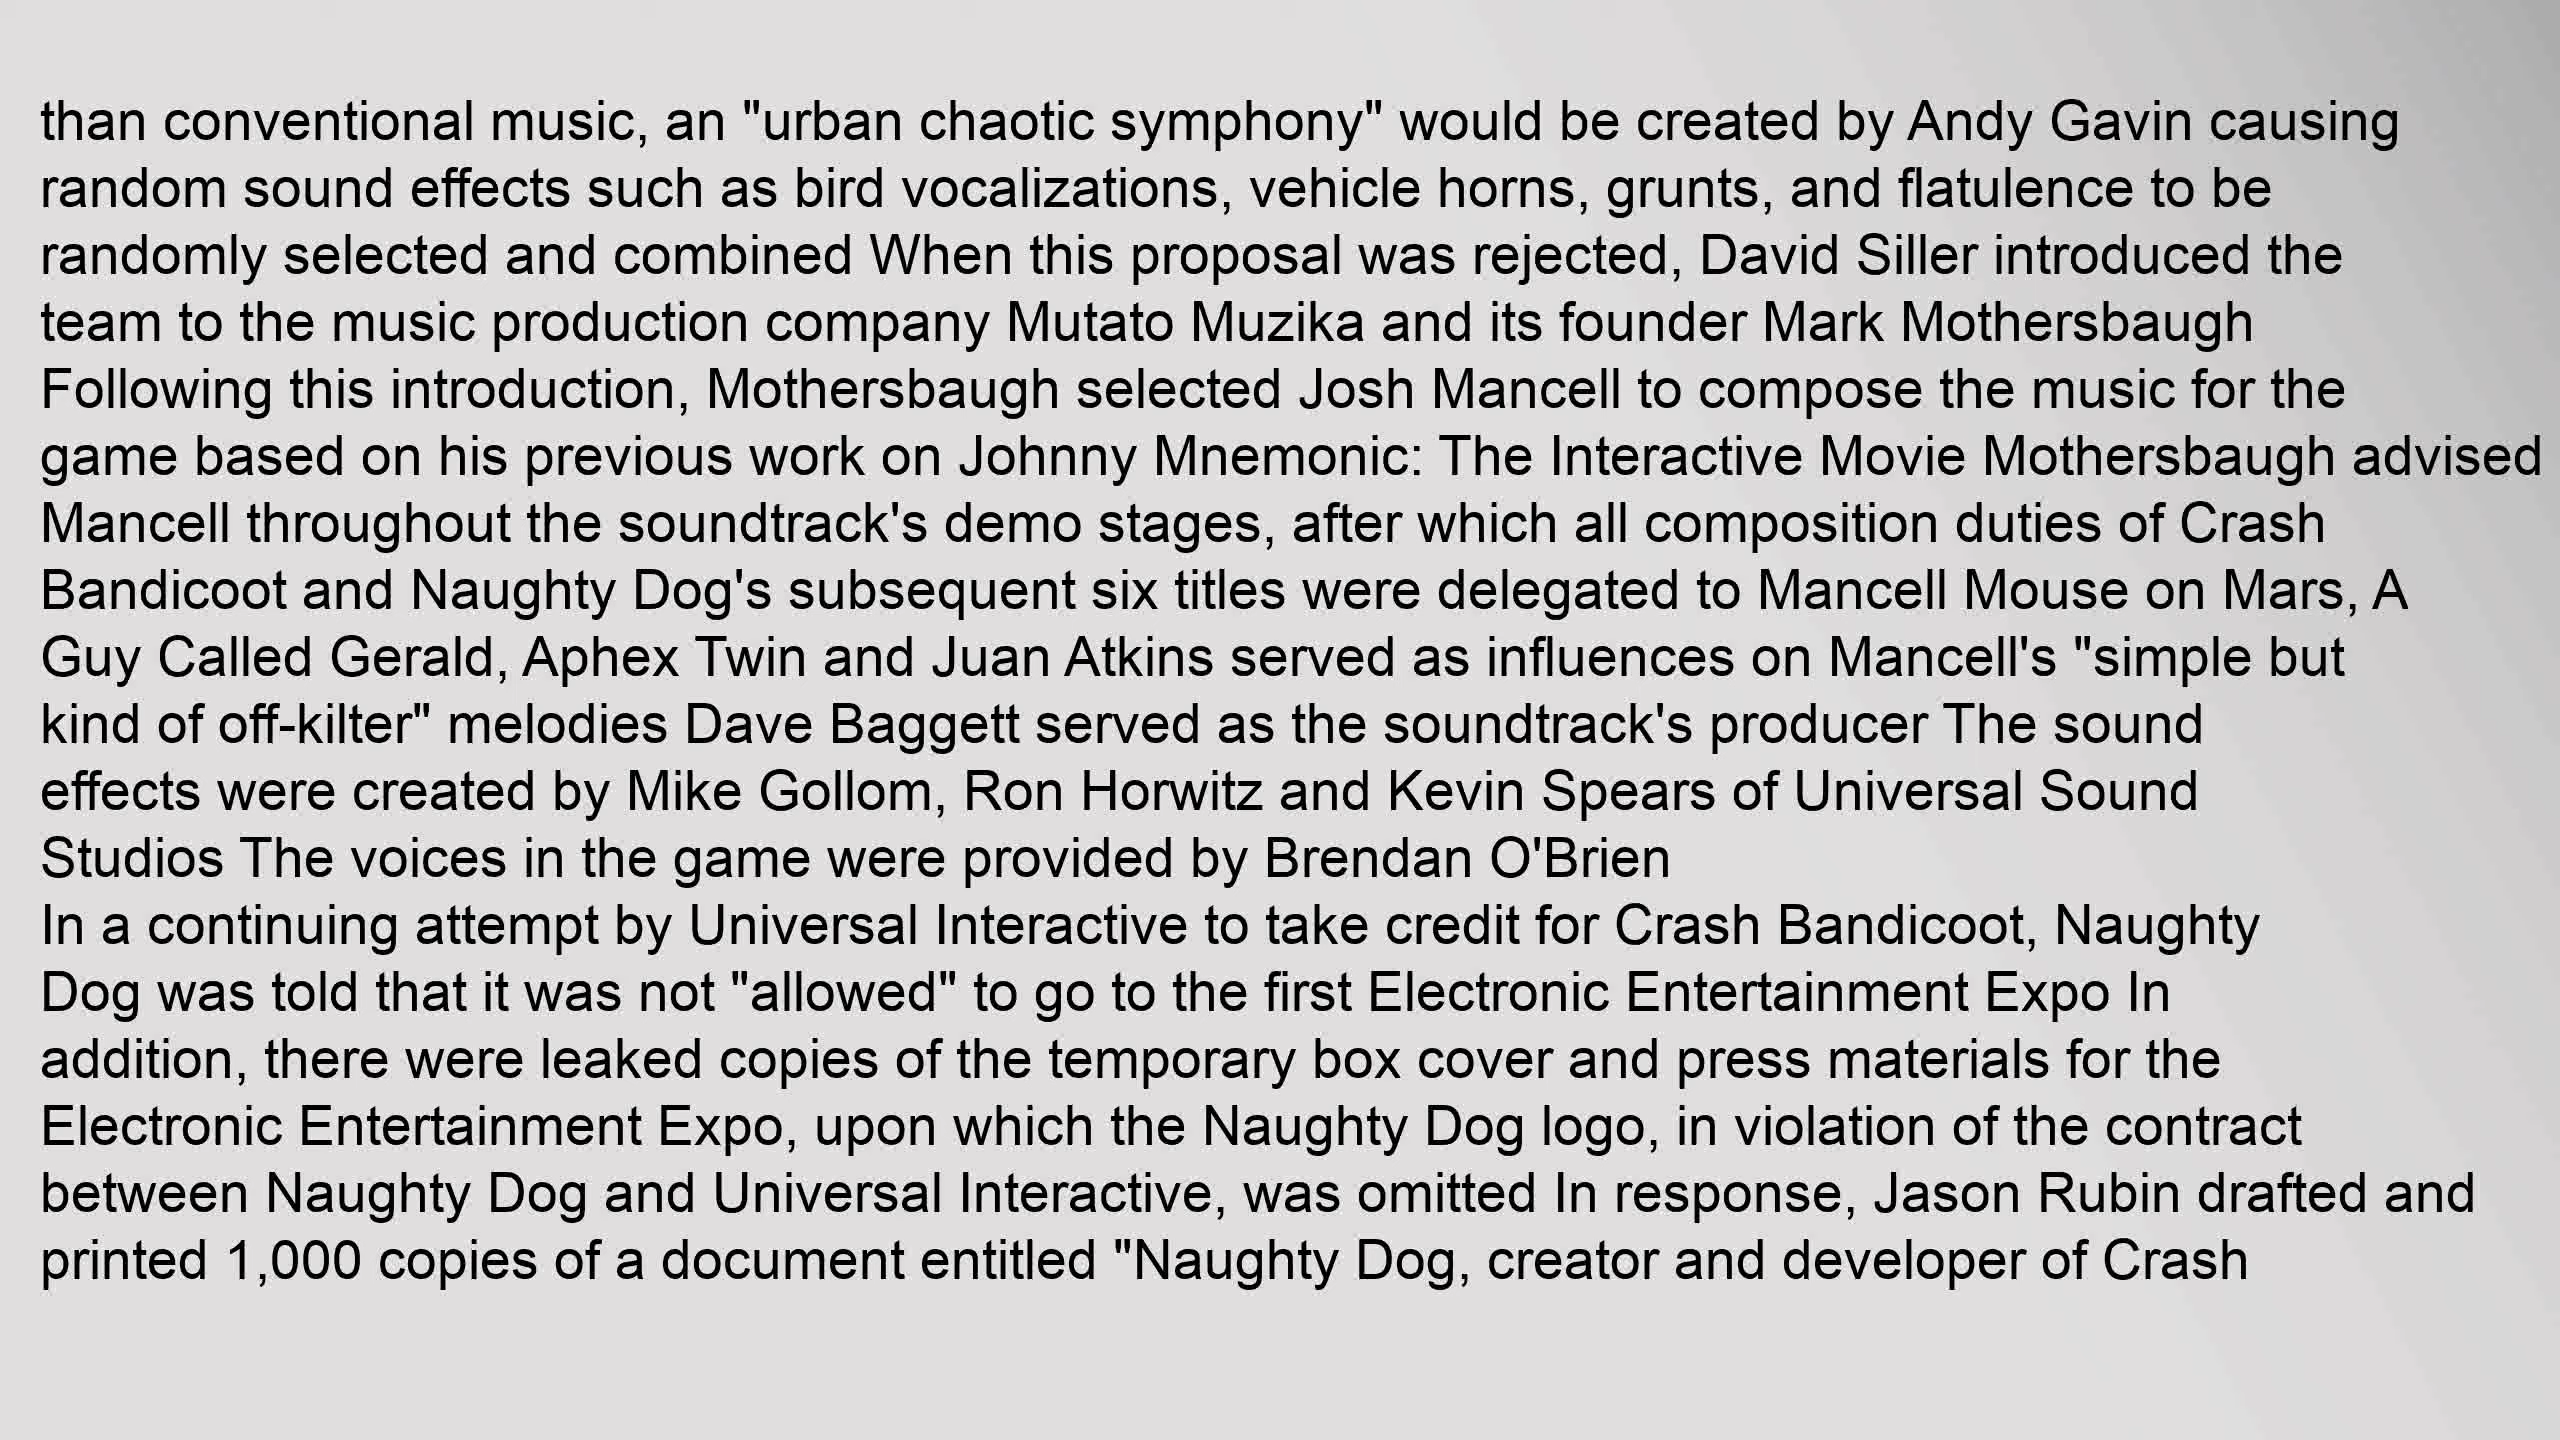 than conventional music, an "urban chaotic symphony" would be created by Andy Gavin causing
random sound effects such as bird vocalizations, vehicle horns, grunts, and flatulence to be
randomly selected and combined When this proposal was rejected, David Siller introduced the
team to the music production company Mutato Muzika and its founder Mark Mothersbaugh
Following this introduction, Mothersbaugh selected Josh Mancell to compose the music for the
game based on his previous work on Johnny Mnemonic: The Interactive Movie Mothersbaugh advised
Mancell throughout the soundtrack's demo stages, after which all composition duties of Crash
Bandicoot and Naughty Dog's subsequent six titles were delegated to Mancell Mouse on Mars, A
Guy Called Gerald, Aphex Twin and Juan Atkins served as influences on Mancell's "simple but
kind of off-kilter" melodies Dave Baggett served as the soundtrack's producer The sound
effects were created by Mike Gollom, Ron Horwitz and Kevin Spears of Universal Sound
Studios The voices in the game were provided by Brendan O'Brien
In a continuing attempt by Universal Interactive to take credit for Crash Bandicoot, Naughty
Dog was told that it was not "allowed" to go to the first Electronic Entertainment Expo In
addition, there were leaked copies of the temporary box cover and press materials for the
Electronic Entertainment Expo, upon which the Naughty Dog logo, in violation of the contract
between Naughty Dog and Universal Interactive, was omitted In response, Jason Rubin drafted and
printed 1,000 copies of a document entitled "Naughty Dog, creator and developer of Crash